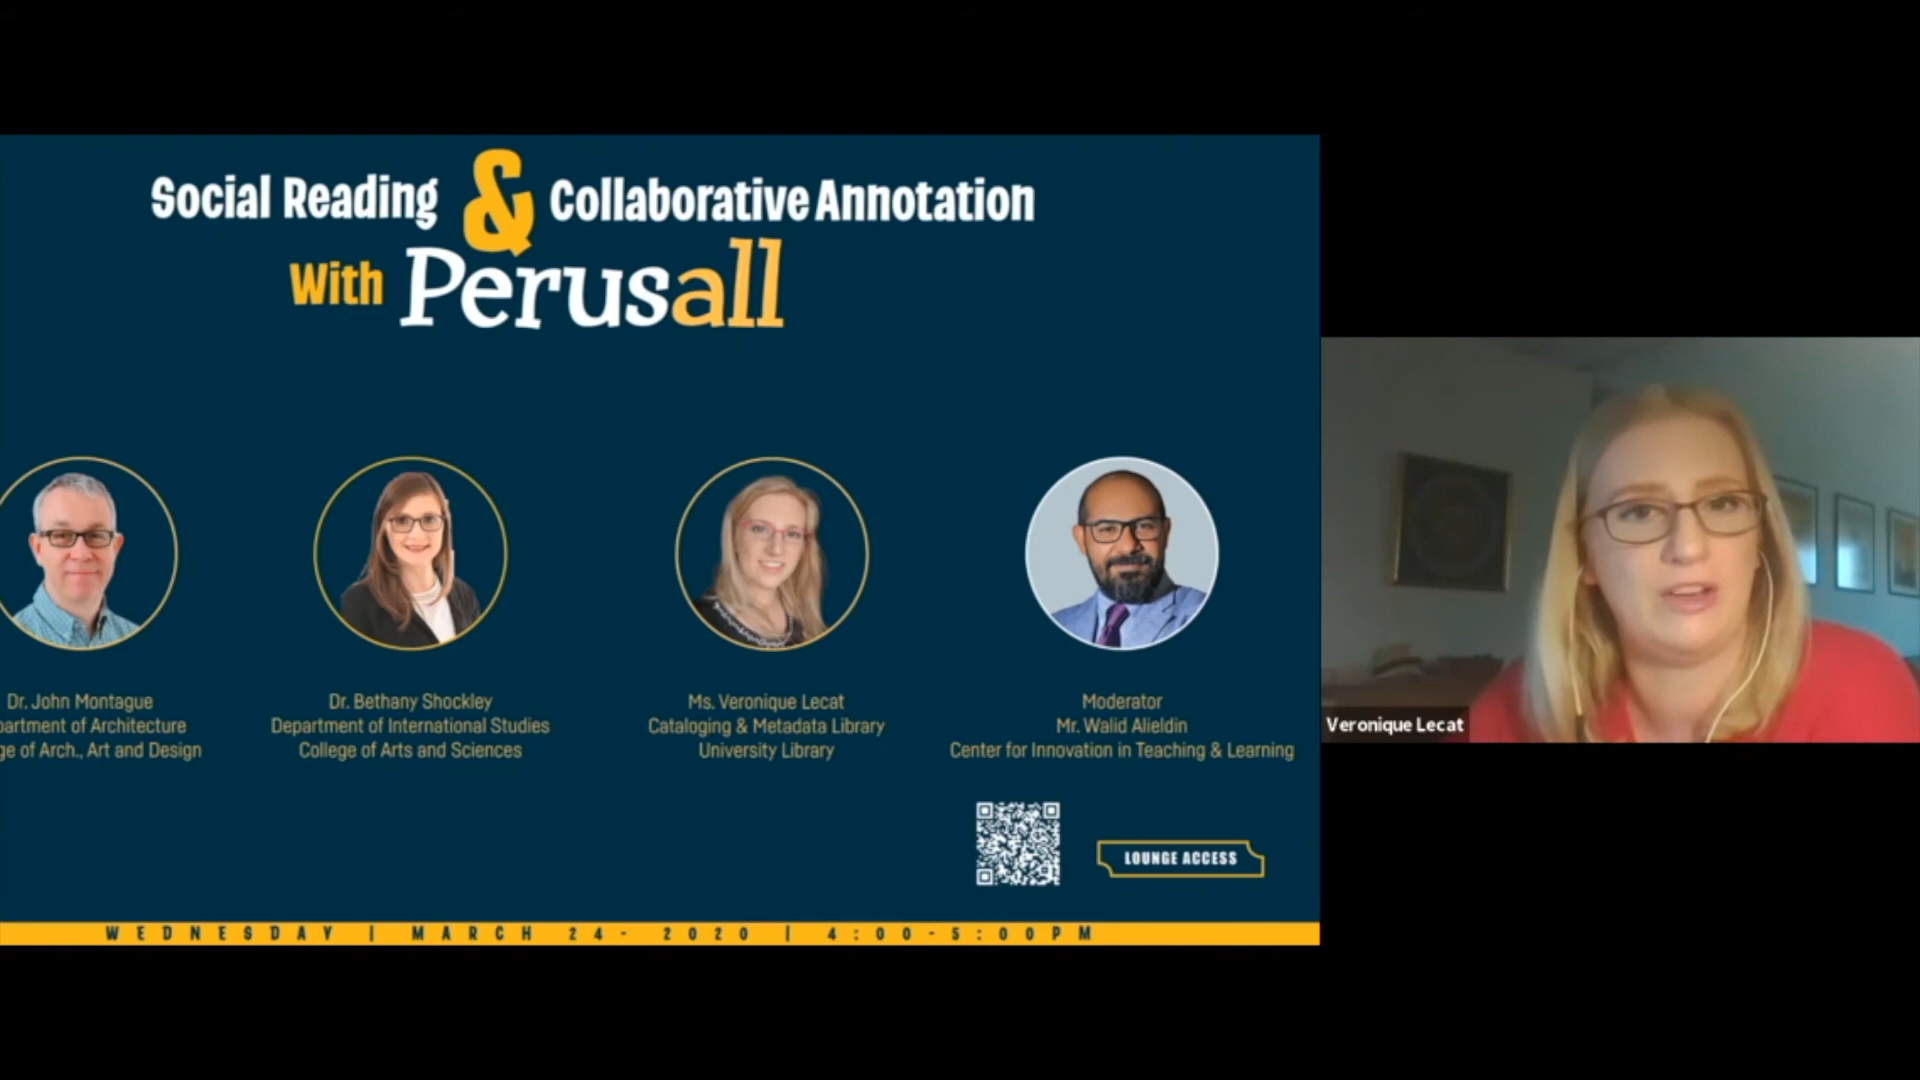 Social Reading & Collaborative Annotation
With Perusall
Dr. John Montague
of Architecture
of Arch., Art and Design
Dr. Bethany Shockley
Department of International Studies
College of Arts and Sciences
Ms. Veronique Lecat
Cataloging & Metadata Library
University Library
Moderator
Mr. Walid Alieldin
Center for Innovation in Teaching & Learning
Veronique Lecat
LOUNGE ACCESS
WEDNESDAY | MARCH 24- 2020 | 4:00-5:00PM